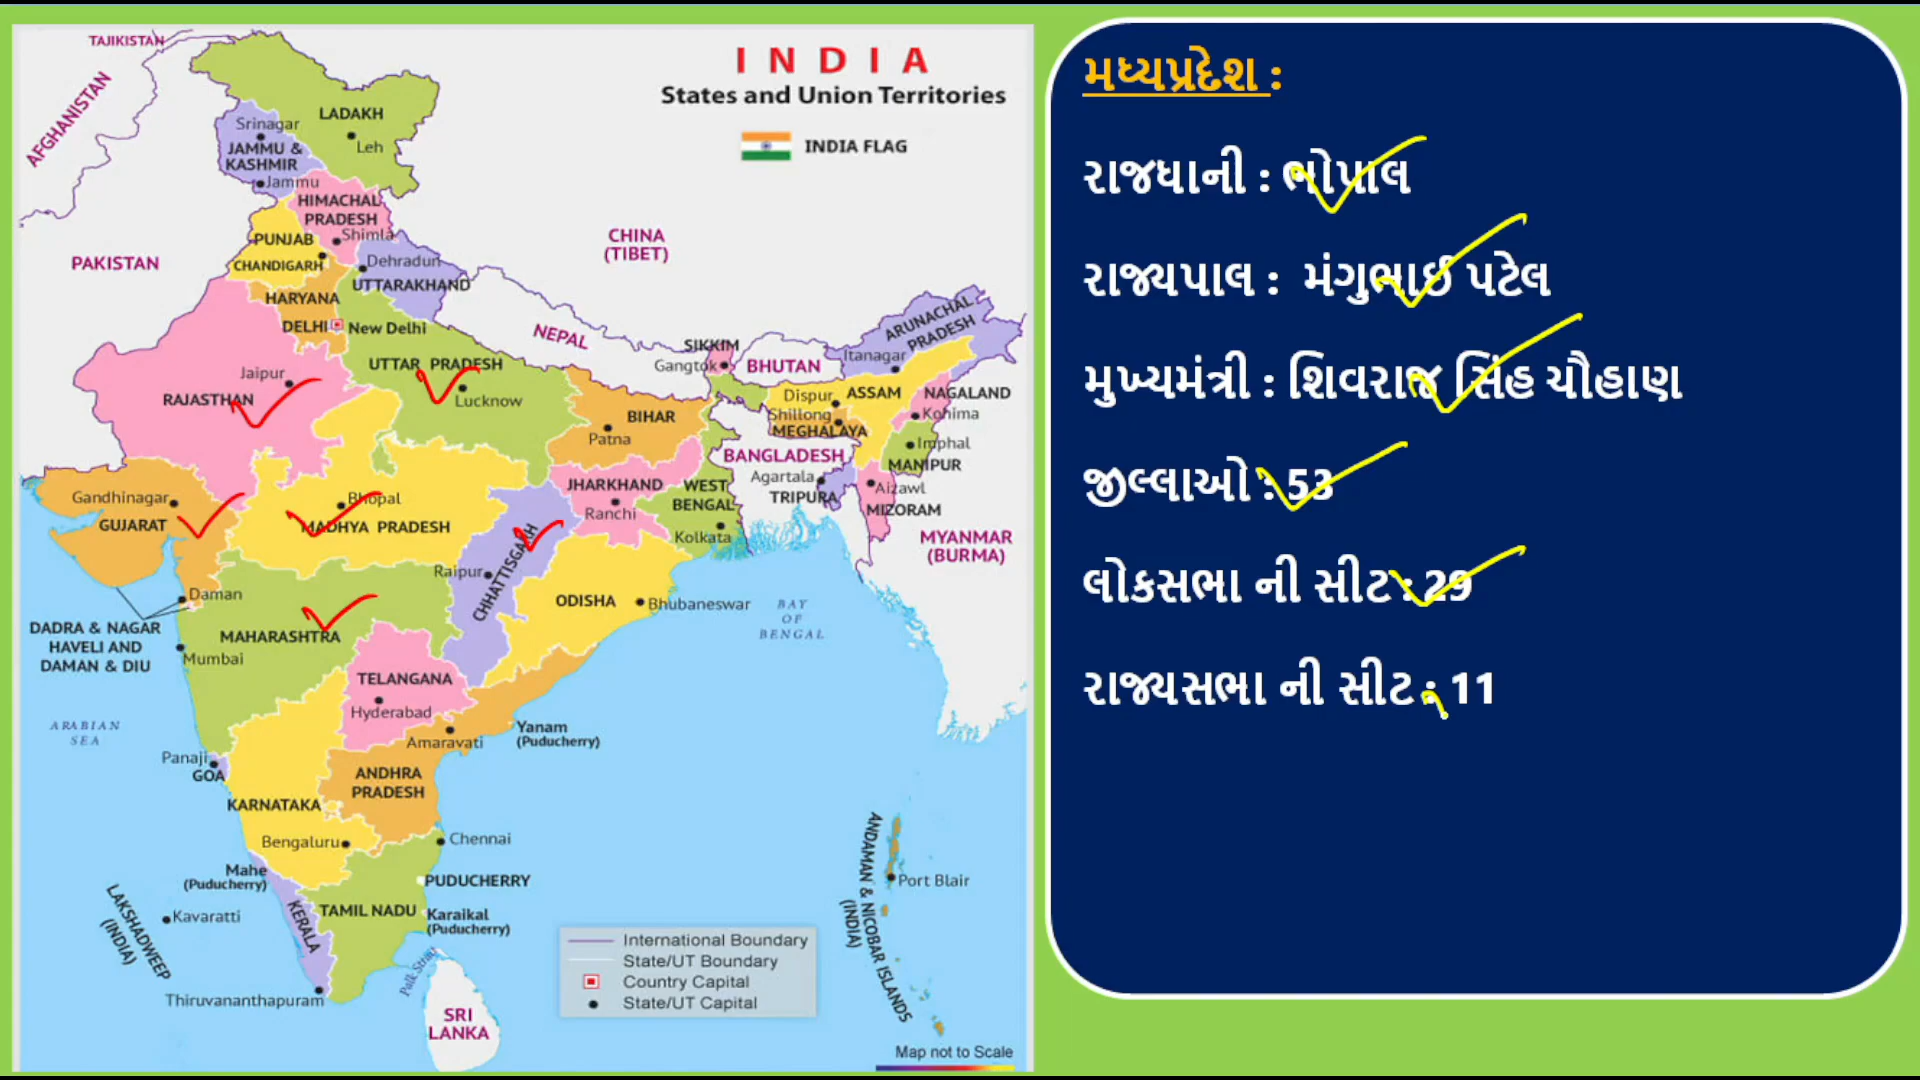 TAJIKISTAN
AFGHANISTAN
INDIA
States and Union Territories
INDIA FLAG
LADAKH
Leh
Srinagar
JAMMU &
KASHMIR
Jammu
HIMACHAL
PRADESH
Shimla
PUNJAB
CHANDIGARH
Dehradun
UTTARAKHAND
PAKISTAN
CHINA
(TIBET)
HARYANA
DELHI
New Delhi
NEPAL
UTTAR PRADESH
Lucknow
Jaipur
RAJASTHAN
SIKKIM
Gangtok
BHUTAN
ARUNACHAL
PRADESH
Itanagar
Dispur
ASSAM
NAGALAND
Kohima
Shillong
MEGHALAYA
Imphal
MANIPUR
BIHAR
Patna
BANGLADESH
Agartala
TRIPURA
Aizawl
MIZORAM
MYANMAR
(BURMA)
Gandhinagar
GUJARAT
Bhopal
MADHYA PRADESH
JHARKHAND
Ranchi
WEST
BENGAL
Kolkata
Raipur
CHHATTISGARH
ODISHA
Bhubaneswar
BAY
OF
BENGAL
Daman
DADRA & NAGAR
HAVELI AND
DAMAN & DIU
MAHARASHTRA
Mumbai
TELANGANA
Hyderabad
ARABIAN
SEA
Yanam
(Puducherry)
Amaravati
ANDHRA
PRADESH
Panaji
GOA
KARNATAKA
Bengaluru
Chennai
Mahe
(Puducherry)
PUDUCHERRY
KERALA
TAMIL NADU
Karaikal
(Puducherry)
LAKSHADWEEP
(INDIA)
Kavaratti
Thiruvananthapuram
Palk Strait
SRI
LANKA
ANDAMAN & NICOBAR ISLANDS
(INDIA)
Port Blair
International Boundary
State/UT Boundary
Country Capital
State/UT Capital
Map not to Scale
મધ્યપ્રદેશ :
રાજધાની : ભોપાલ
રાજ્યપાલ : મંગુભાઈ પટેલ
મુખ્યમંત્રી : શિવરાજ સિંહ ચૌહાણ
જીલ્લાઓ : 53
લોકસભા ની સીટ : 29
રાજ્યસભા ની સીટ : 11